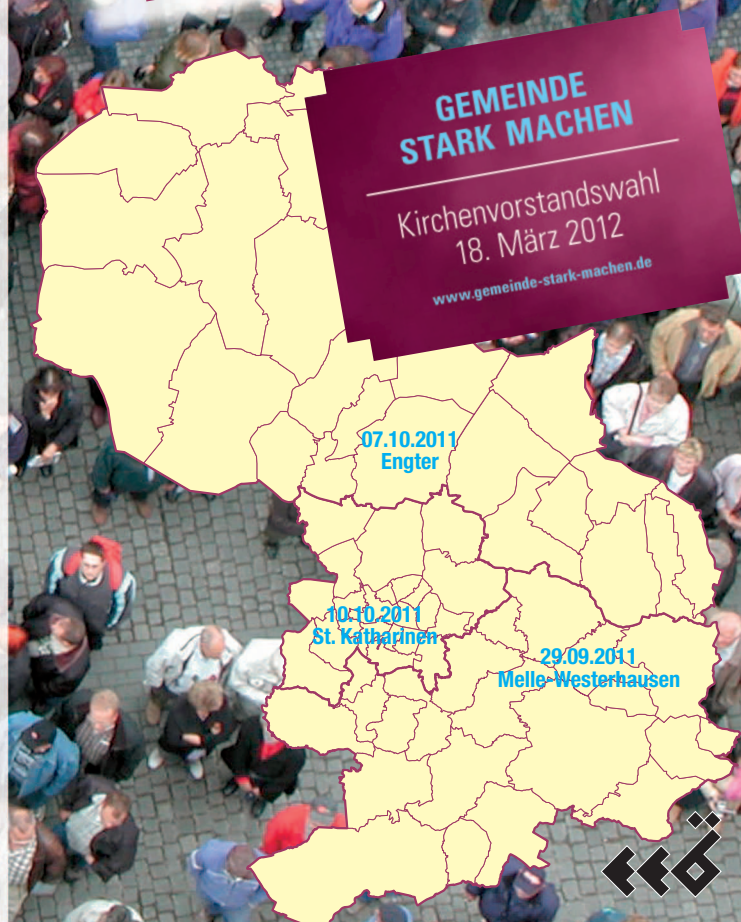 GEMEINDE
STARK MACHEN
Kirchenvorstandswahl
18. März 2012
www.gemeinde-stark-machen.de
07.10.2011
Engter
10.10.2011
St. Katharinen
29.09.2011
Melle-Westerhausen